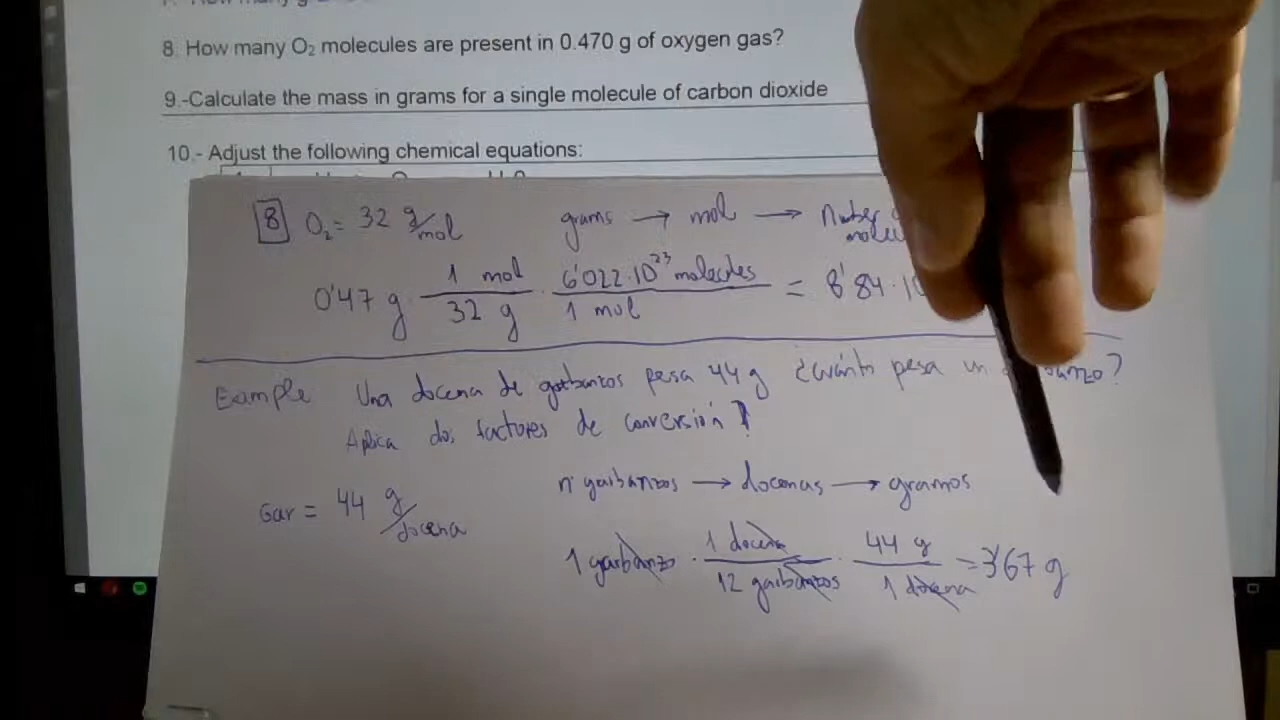 8. How many O₂ molecules are present in 0.470 g of oxygen gas?
9.-Calculate the mass in grams for a single molecule of carbon dioxide
10.- Adjust the following chemical equations:
8 O₂ = 32 g/mol grams → mol → Number
0'47 g · 1 mol / 32 g · 6'022·10²³ molecules / 1 mol = 8'84·10
Example Una docena de garbanzos pesa 44 g ¿cuánto pesa un
Aplica dos factores de conversión
nº garbanzos → docenas → gramos
Gar = 44 g/docena
1 garbanzo · 1 docena / 12 garbanzos · 44 g / 1 docena = 3'67 g